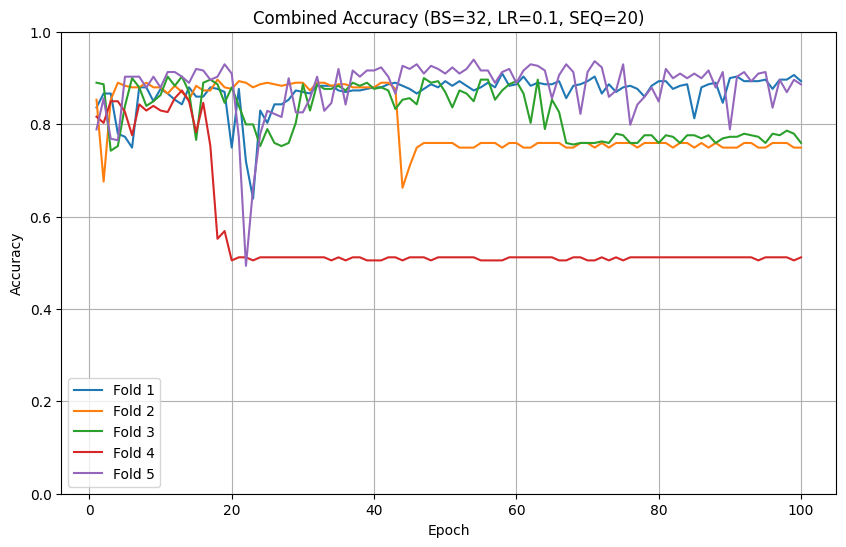 Combined Accuracy (BS=32, LR=0.1, SEQ=20)
1.0
0.8
0.6
0.4
0.2
0.0
Accuracy
Fold 1
Fold 2
Fold 3
Fold 4
Fold 5
0 20 40 60 80 100
Epoch